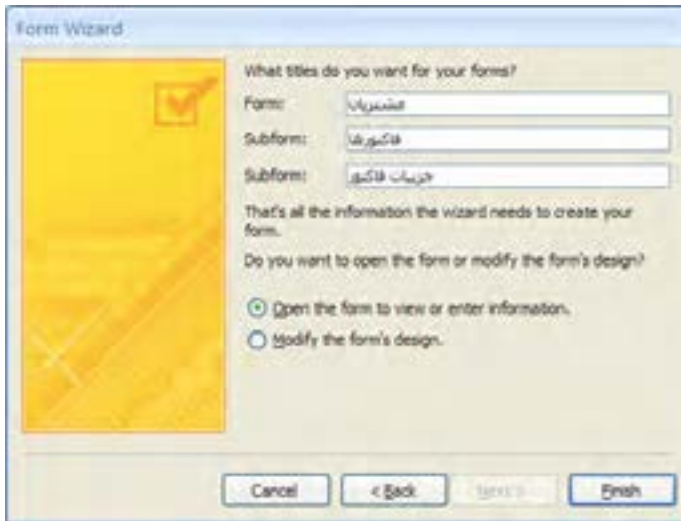 Form Wizard
What titles do you want for your forms?
Form: مشتریان
Subform: فاکتورها
Subform: جزییات فاکتور
That's all the information the wizard needs to create your
form.
Do you want to open the form or modify the form's design?
Open the form to view or enter information.
Modify the form's design.
Cancel < Back Next > Finish